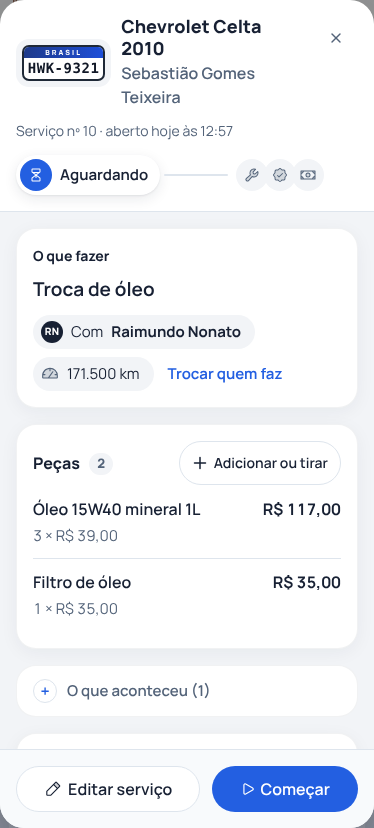 BRASIL
HWK-9321
Chevrolet Celta
2010
Sebastião Gomes
Teixeira
Serviço nº 10 · aberto hoje às 12:57
Aguardando
O que fazer
Troca de óleo
RN Com Raimundo Nonato
171.500 km Trocar quem faz
Peças 2 + Adicionar ou tirar
Óleo 15W40 mineral 1L R$ 117,00
3 × R$ 39,00
Filtro de óleo R$ 35,00
1 × R$ 35,00
+ O que aconteceu (1)
Editar serviço Começar